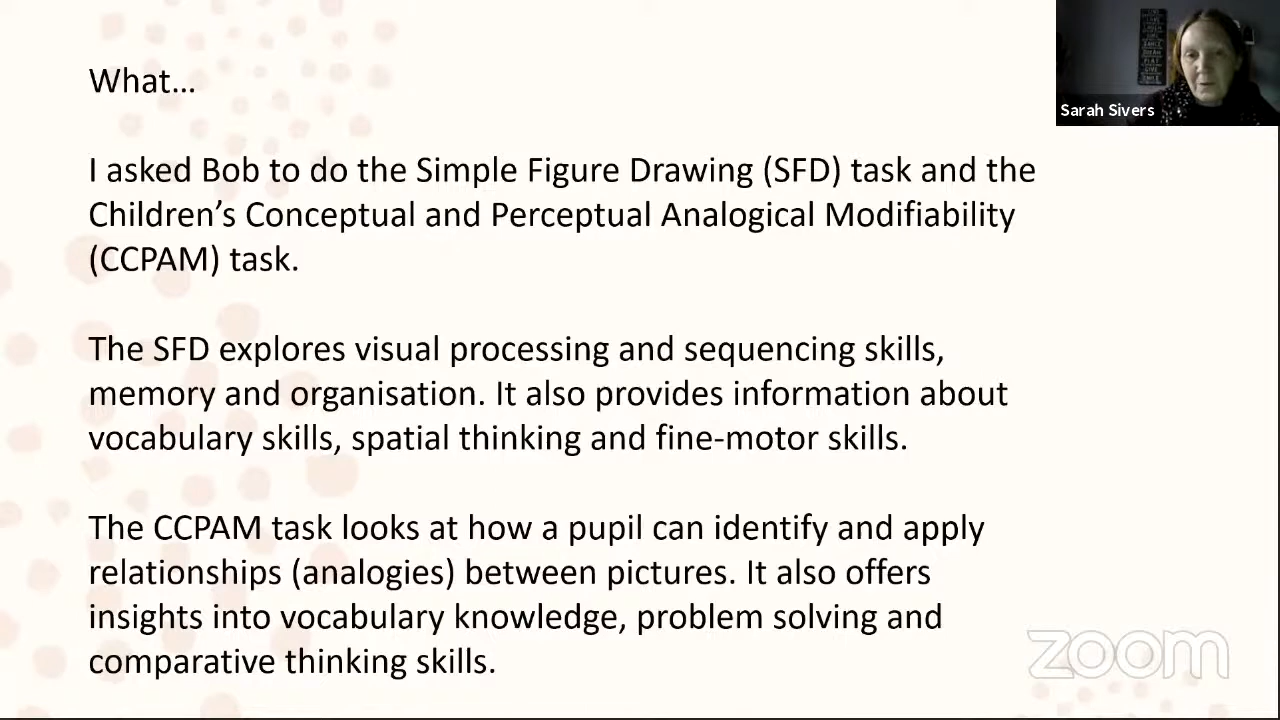 What...
I asked Bob to do the Simple Figure Drawing (SFD) task and the
Children’s Conceptual and Perceptual Analogical Modifiability
(CCPAM) task.
The SFD explores visual processing and sequencing skills,
memory and organisation. It also provides information about
vocabulary skills, spatial thinking and fine-motor skills.
The CCPAM task looks at how a pupil can identify and apply
relationships (analogies) between pictures. It also offers
insights into vocabulary knowledge, problem solving and
comparative thinking skills.
Sarah Sivers
zoom